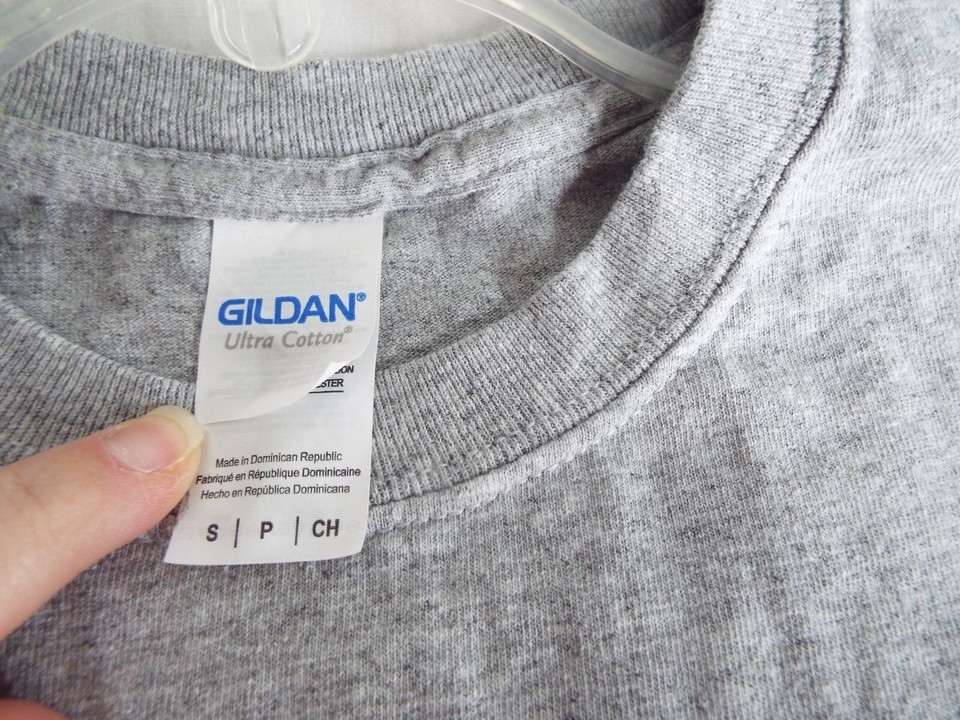 GILDAN®
Ultra Cotton®
Made in Dominican Republic
Fabriqué en République Dominicaine
Hecho en República Dominicana
S | P | CH